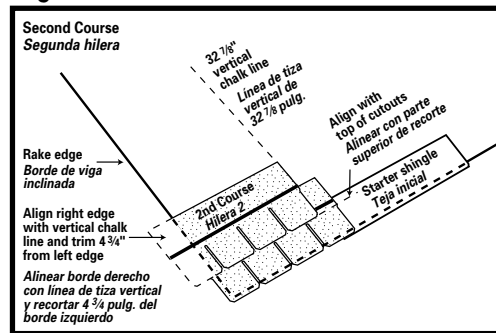 Second Course
Segunda hilera
32 7/8"
vertical
chalk line
Línea de tiza
vertical de
32 7/8 pulg.
Align with
top of cutouts
Alinear con parte
superior de recorte
Rake edge
Borde de viga
inclinada
2nd Course
Hilera 2
Starter shingle
Teja inicial
Align right edge
with vertical chalk
line and trim 4 3/4"
from left edge
Alinear borde derecho
con línea de tiza vertical
y recortar 4 3/4 pulg. del
borde izquierdo